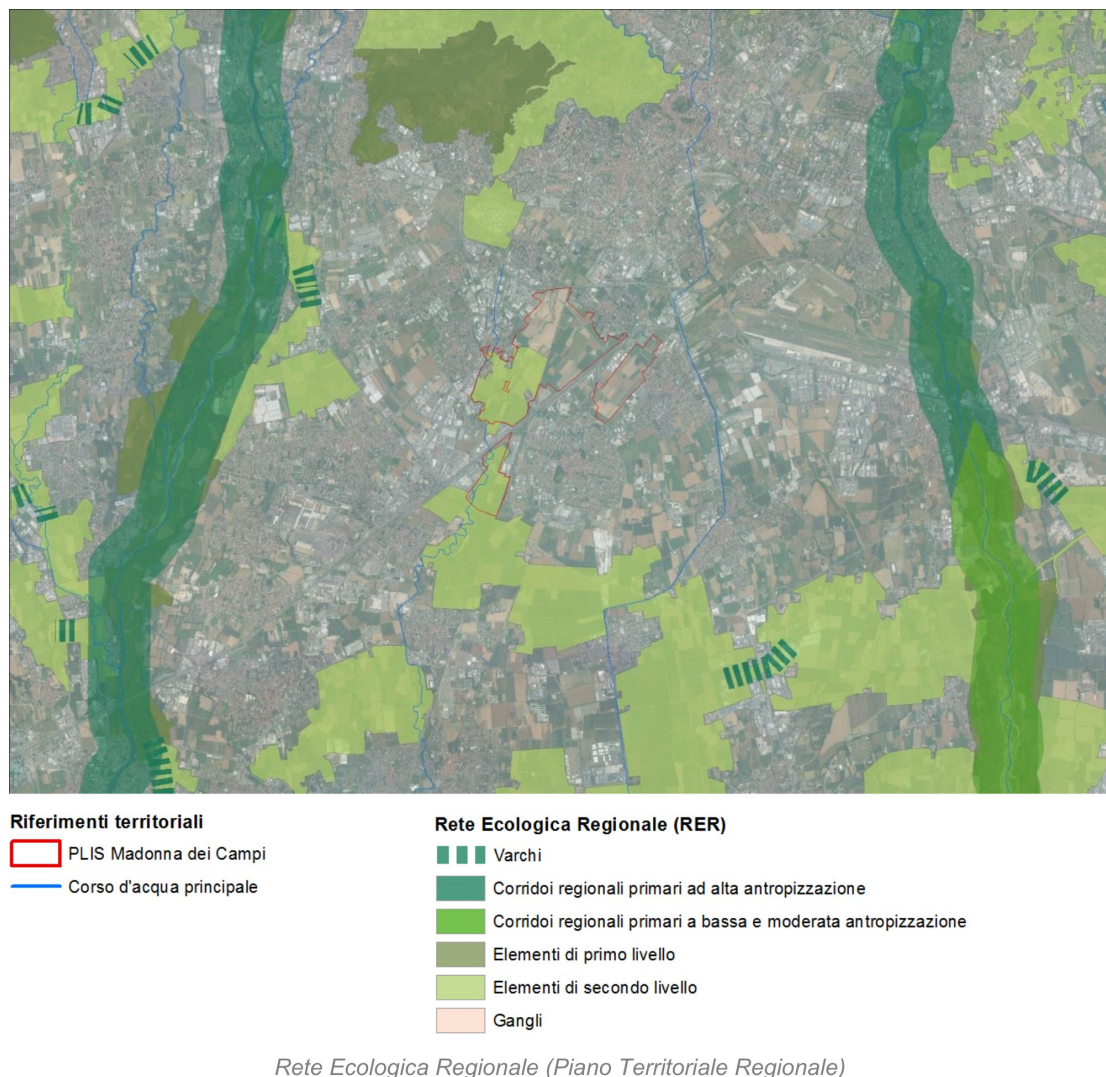 Riferimenti territoriali
PLIS Madonna dei Campi
Corso d'acqua principale
Rete Ecologica Regionale (RER)
Varchi
Corridoi regionali primari ad alta antropizzazione
Corridoi regionali primari a bassa e moderata antropizzazione
Elementi di primo livello
Elementi di secondo livello
Gangli
Rete Ecologica Regionale (Piano Territoriale Regionale)